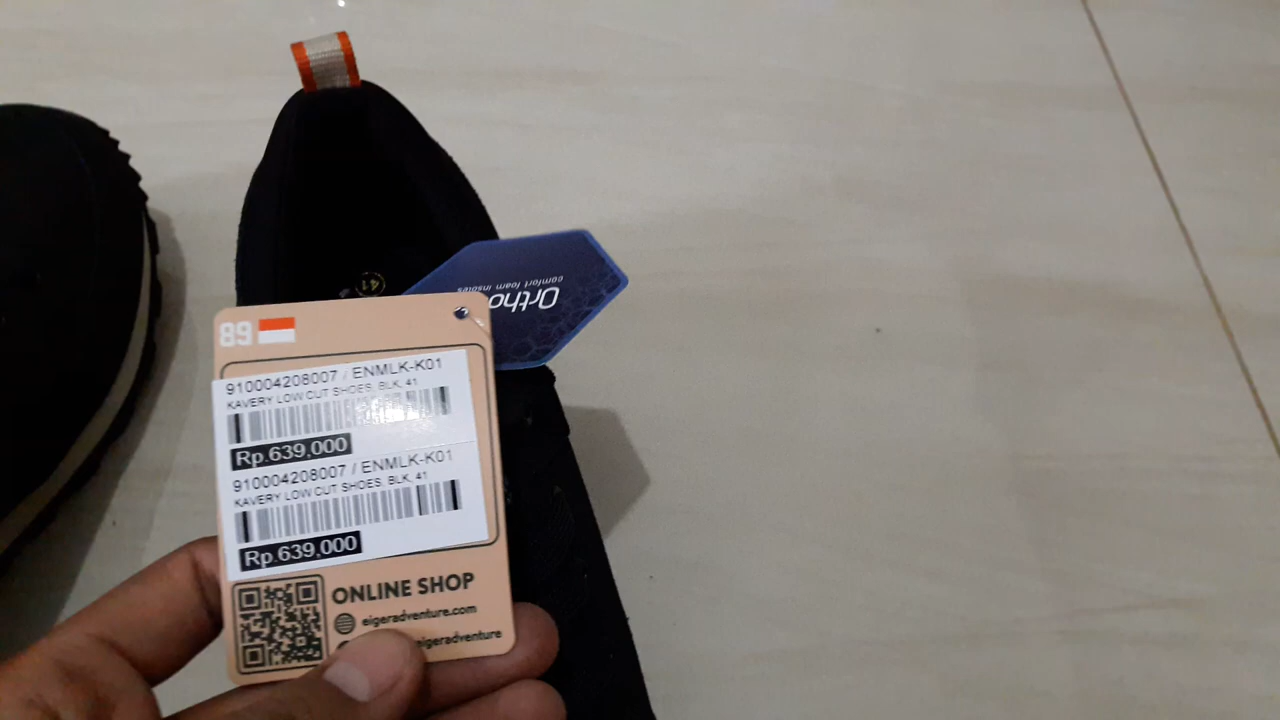 41
Ortho
comfort foam insoles
89
910004208007 / ENMLK-K01
KAVERY LOW CUT SHOES, BLK, 41
Rp.639,000
910004208007 / ENMLK-K01
KAVERY LOW CUT SHOES, BLK, 41
Rp.639,000
ONLINE SHOP
eigeradventure.com
eigeradventure